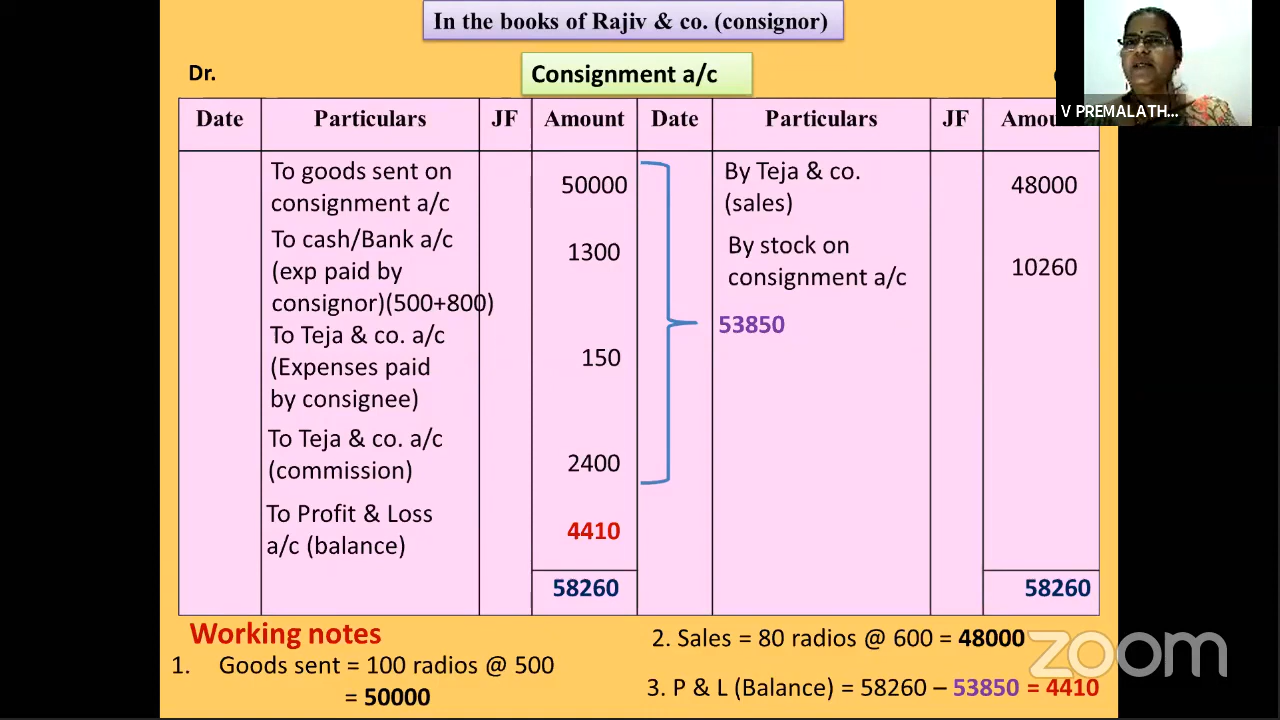 In the books of Rajiv & co. (consignor)
Dr.
Consignment a/c
V PREMALATH...
Date
Particulars
JF
Amount
Date
Particulars
JF
To goods sent on
consignment a/c
50000
To cash/Bank a/c
(exp paid by
consignor)(500+800)
1300
To Teja & co. a/c
(Expenses paid
by consignee)
150
To Teja & co. a/c
(commission)
2400
To Profit & Loss
a/c (balance)
4410
58260
By Teja & co.
(sales)
48000
By stock on
consignment a/c
10260
53850
58260
Working notes
1. Goods sent = 100 radios @ 500
= 50000
2. Sales = 80 radios @ 600 = 48000
3. P & L (Balance) = 58260 – 53850 = 4410
zoom